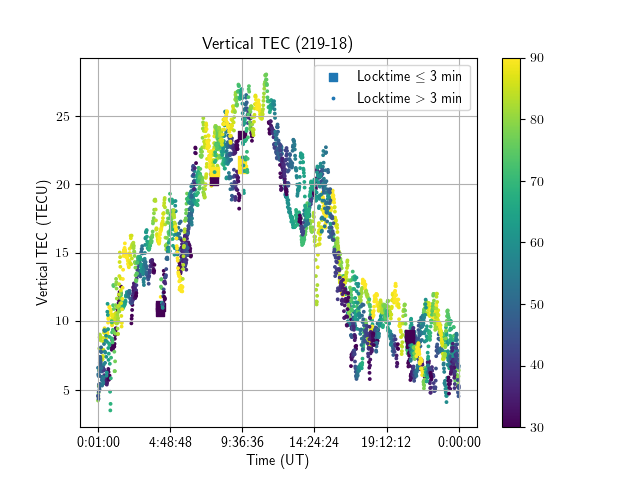 Vertical TEC (219-18)
Locktime ≤ 3 min
Locktime > 3 min
Vertical TEC (TECU)
25
20
15
10
5
0:01:00 4:48:48 9:36:36 14:24:24 19:12:12 0:00:00
Time (UT)
90
80
70
60
50
40
30